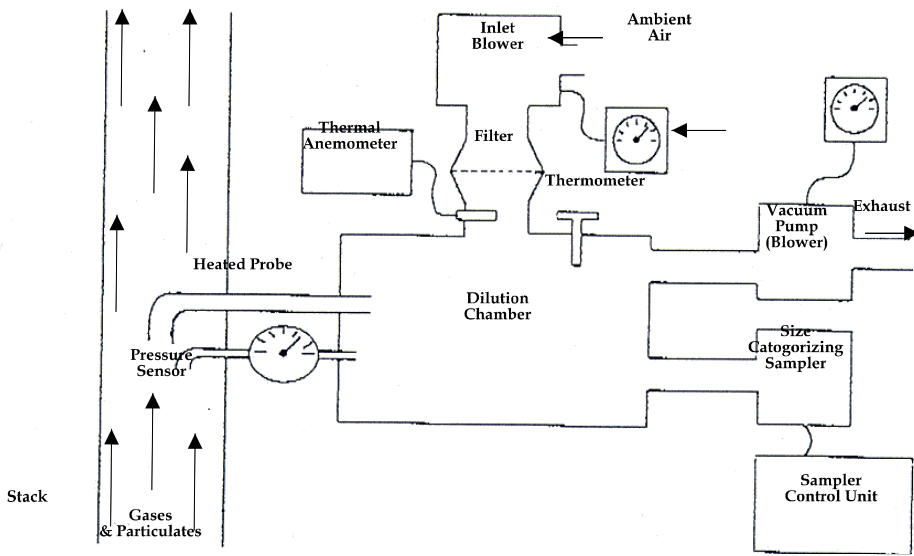 Inlet
Blower
Ambient
Air
Thermal
Anemometer
Filter
Thermometer
Vacuum
Pump
(Blower)
Exhaust
Heated Probe
Dilution
Chamber
Pressure
Sensor
Size
Catogorizing
Sampler
Stack
Gases
& Particulates
Sampler
Control Unit